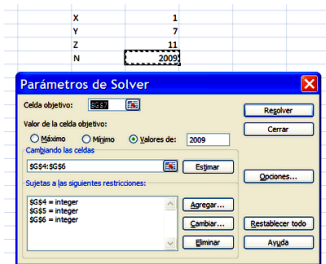 X 1
Y 7
Z 11
N 2009
Parámetros de Solver
Celda objetivo: $G$7
Valor de la celda objetivo:
Máximo Mínimo Valores de: 2009
Cambiando las celdas
$G$4:$G$6
Estimar
Sujetas a las siguientes restricciones:
$G$4 = integer
$G$5 = integer
$G$6 = integer
Agregar...
Cambiar...
Eliminar
Resolver
Cerrar
Opciones...
Restablecer todo
Ayuda